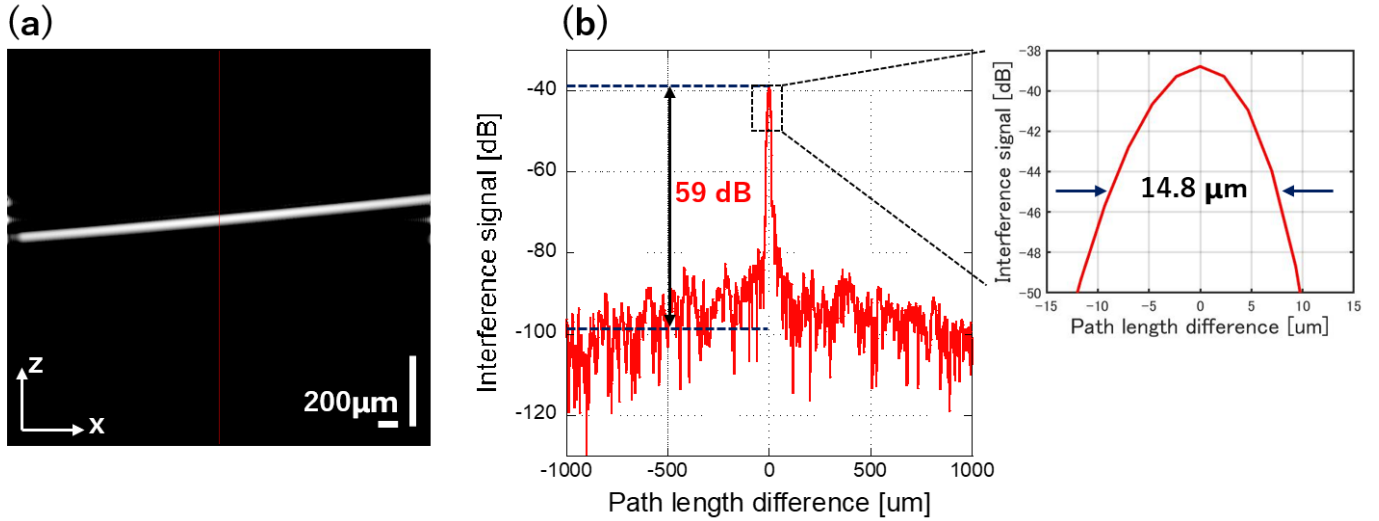 (a)
(b)
z
x
200μm
Interference signal [dB]
-40
-60
-80
-100
-120
59 dB
-1000
-500
0
500
1000
Path length difference [um]
Interference signal [dB]
-38
-40
-42
-44
-46
-48
-50
14.8 μm
-15
-10
-5
0
5
10
15
Path length difference [um]